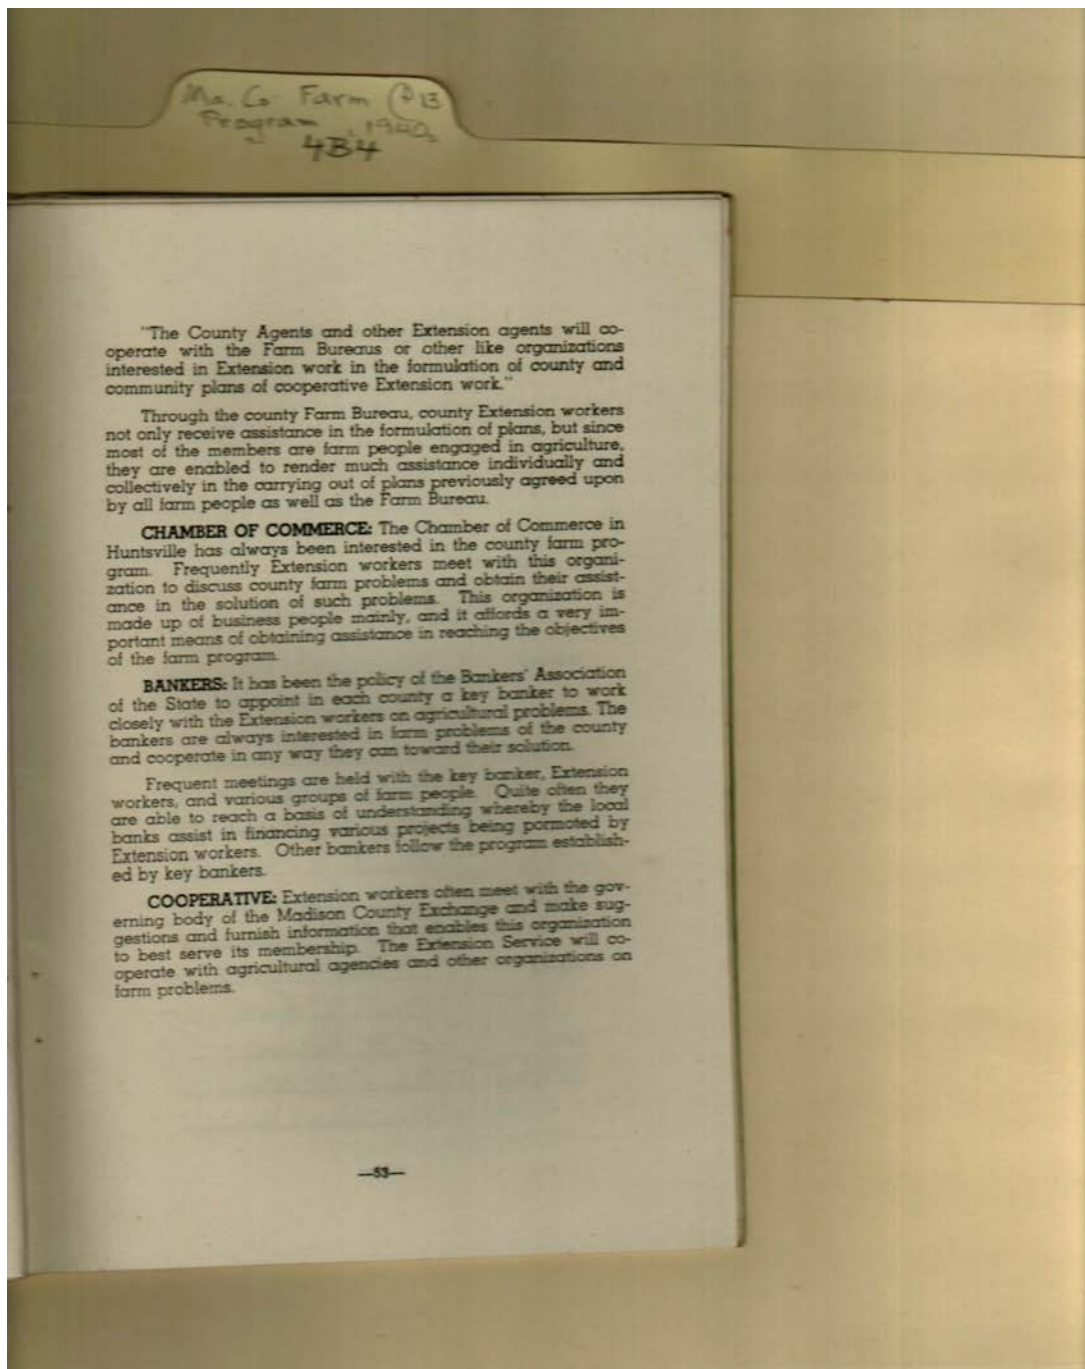 Ma. Co Farm P 13
Program, 1940s
4B4
"The County Agents and other Extension agents will co-
operate with the Farm Bureaus or other like organizations
interested in Extension work in the formulation of county and
community plans of cooperative Extension work."
Through the county Farm Bureau, county Extension workers
not only receive assistance in the formulation of plans, but since
most of the members are farm people engaged in agriculture,
they are enabled to render much assistance individually and
collectively in the carrying out of plans previously agreed upon
by all farm people as well as the Farm Bureau.
CHAMBER OF COMMERCE: The Chamber of Commerce in
Huntsville has always been interested in the county farm pro-
gram. Frequently Extension workers meet with this organi-
zation to discuss county farm problems and obtain their assist-
ance in the solution of such problems. This organization is
made up of business people mainly, and it affords a very im-
portant means of obtaining assistance in reaching the objectives
of the farm program.
BANKERS: It has been the policy of the Bankers' Association
of the State to appoint in each county a key banker to work
closely with the Extension workers on agricultural problems. The
bankers are always interested in farm problems of the county
and cooperate in any way they can toward their solution.
Frequent meetings are held with the key banker, Extension
workers, and various groups of farm people. Quite often they
are able to reach a basis of understanding whereby the local
banks assist in financing various projects being pormoted by
Extension workers. Other bankers follow the program establish-
ed by key bankers.
COOPERATIVE: Extension workers often meet with the gov-
erning body of the Madison County Exchange and make sug-
gestions and furnish information that enables this organization
to best serve its membership. The Extension Service will co-
operate with agricultural agencies and other organizations on
farm problems.
—53—